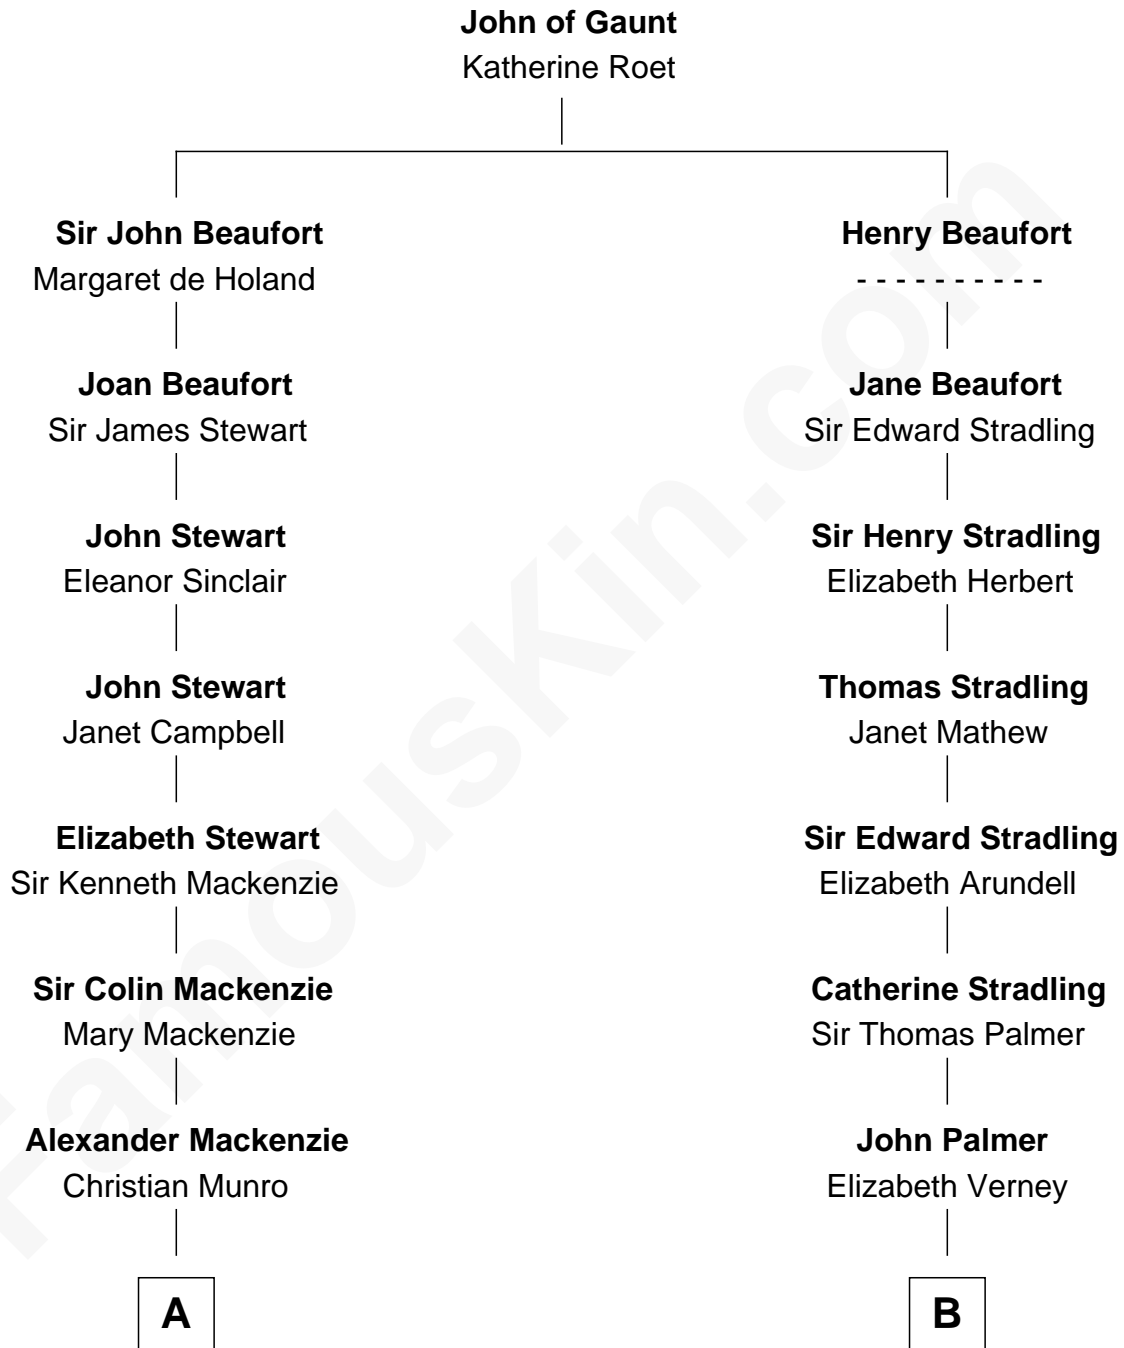 John of Gaunt
Katherine Roet
Sir John Beaufort
Margaret de Holand
Joan Beaufort
Sir James Stewart
John Stewart
Eleanor Sinclair
John Stewart
Janet Campbell
Elizabeth Stewart
Sir Kenneth Mackenzie
Sir Colin Mackenzie
Mary Mackenzie
Alexander Mackenzie
Christian Munro
A
Henry Beaufort
- - - - - - - - - -
Jane Beaufort
Sir Edward Stradling
Sir Henry Stradling
Elizabeth Herbert
Thomas Stradling
Janet Mathew
Sir Edward Stradling
Elizabeth Arundell
Catherine Stradling
Sir Thomas Palmer
John Palmer
Elizabeth Verney
B
FamousKin.com